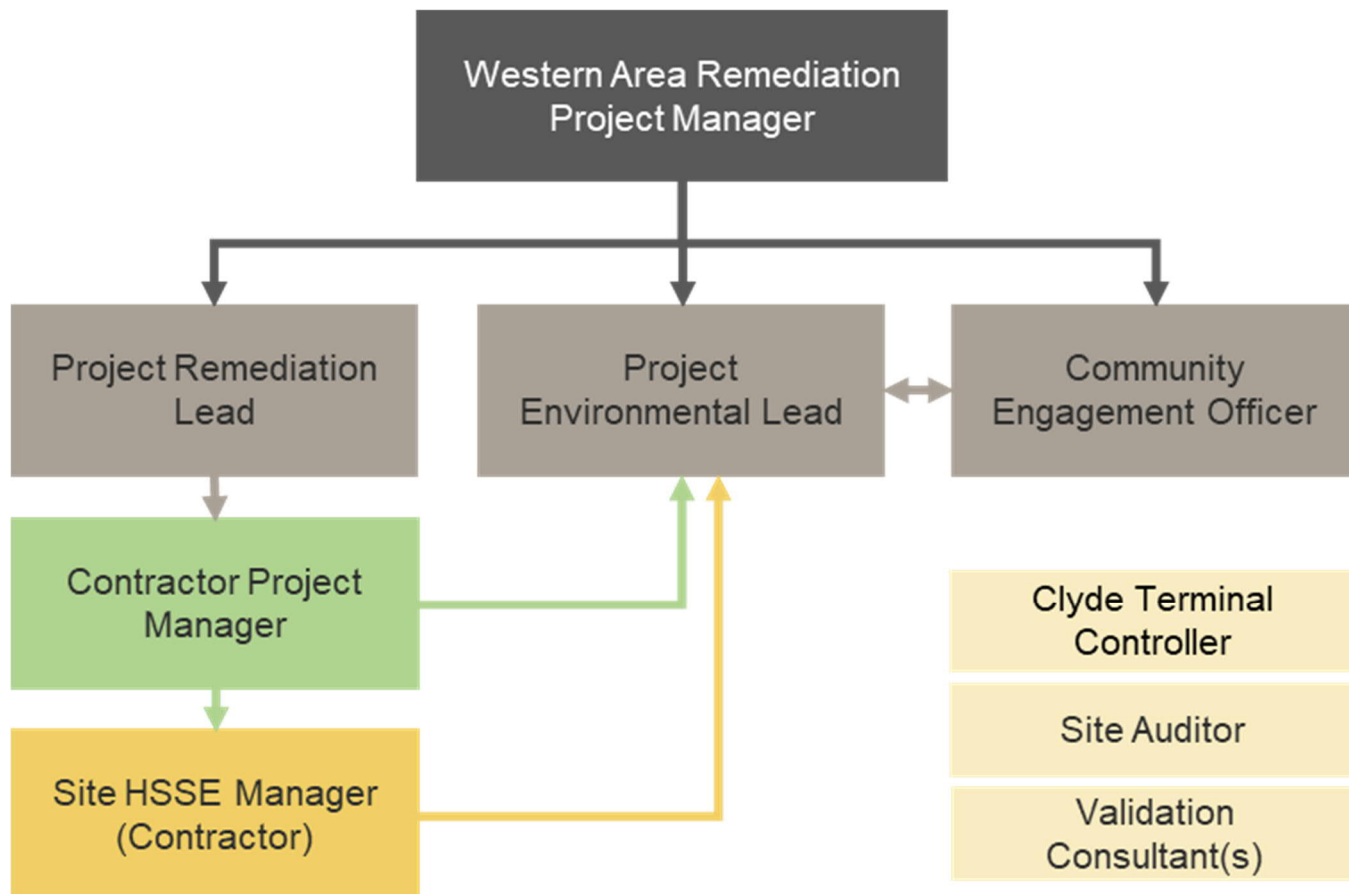 Western Area Remediation
Project Manager
Project Remediation
Lead
Project
Environmental Lead
Community
Engagement Officer
Contractor Project
Manager
Clyde Terminal
Controller
Site Auditor
Site HSSE Manager
(Contractor)
Validation
Consultant(s)